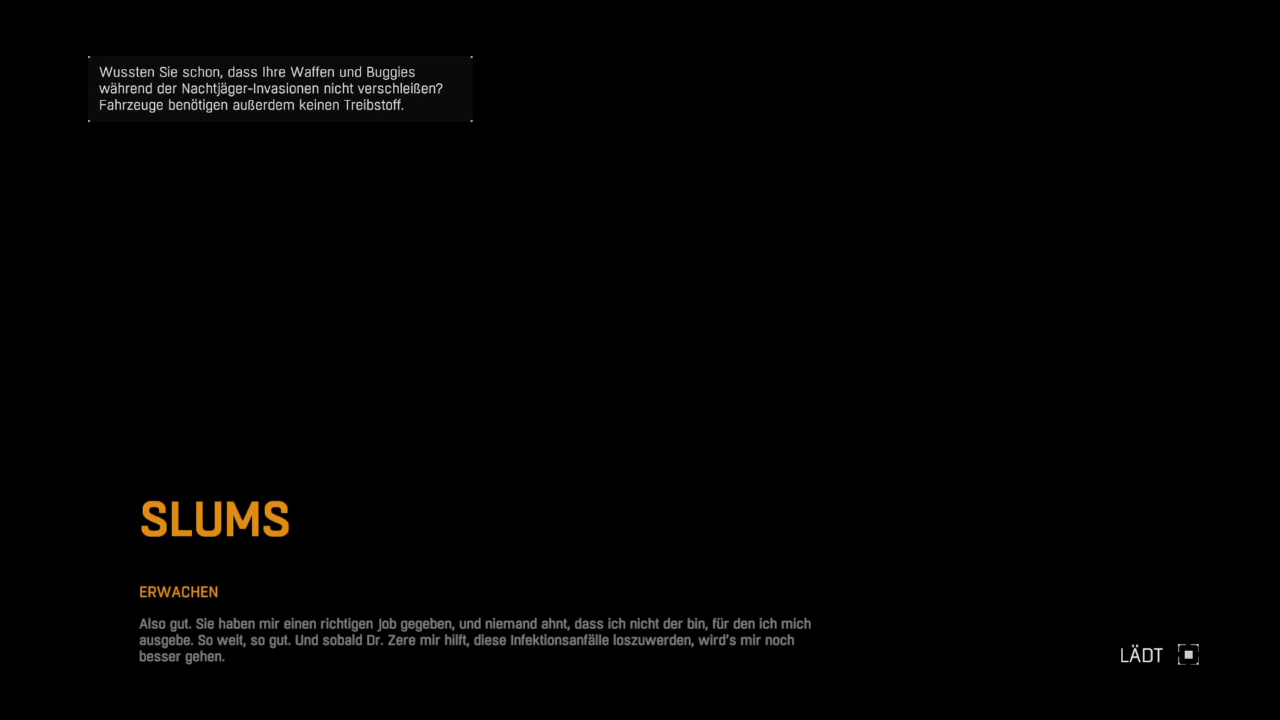 Wussten Sie schon, dass Ihre Waffen und Buggies
während der Nachtjäger-Invasionen nicht verschleißen?
Fahrzeuge benötigen außerdem keinen Treibstoff.
SLUMS
ERWACHEN
Also gut. Sie haben mir einen richtigen Job gegeben, und niemand ahnt, dass ich nicht der bin, für den ich mich
ausgebe. So weit, so gut. Und sobald Dr. Zere mir hilft, diese Infektionsanfälle loszuwerden, wird's mir noch
besser gehen.
LÄDT